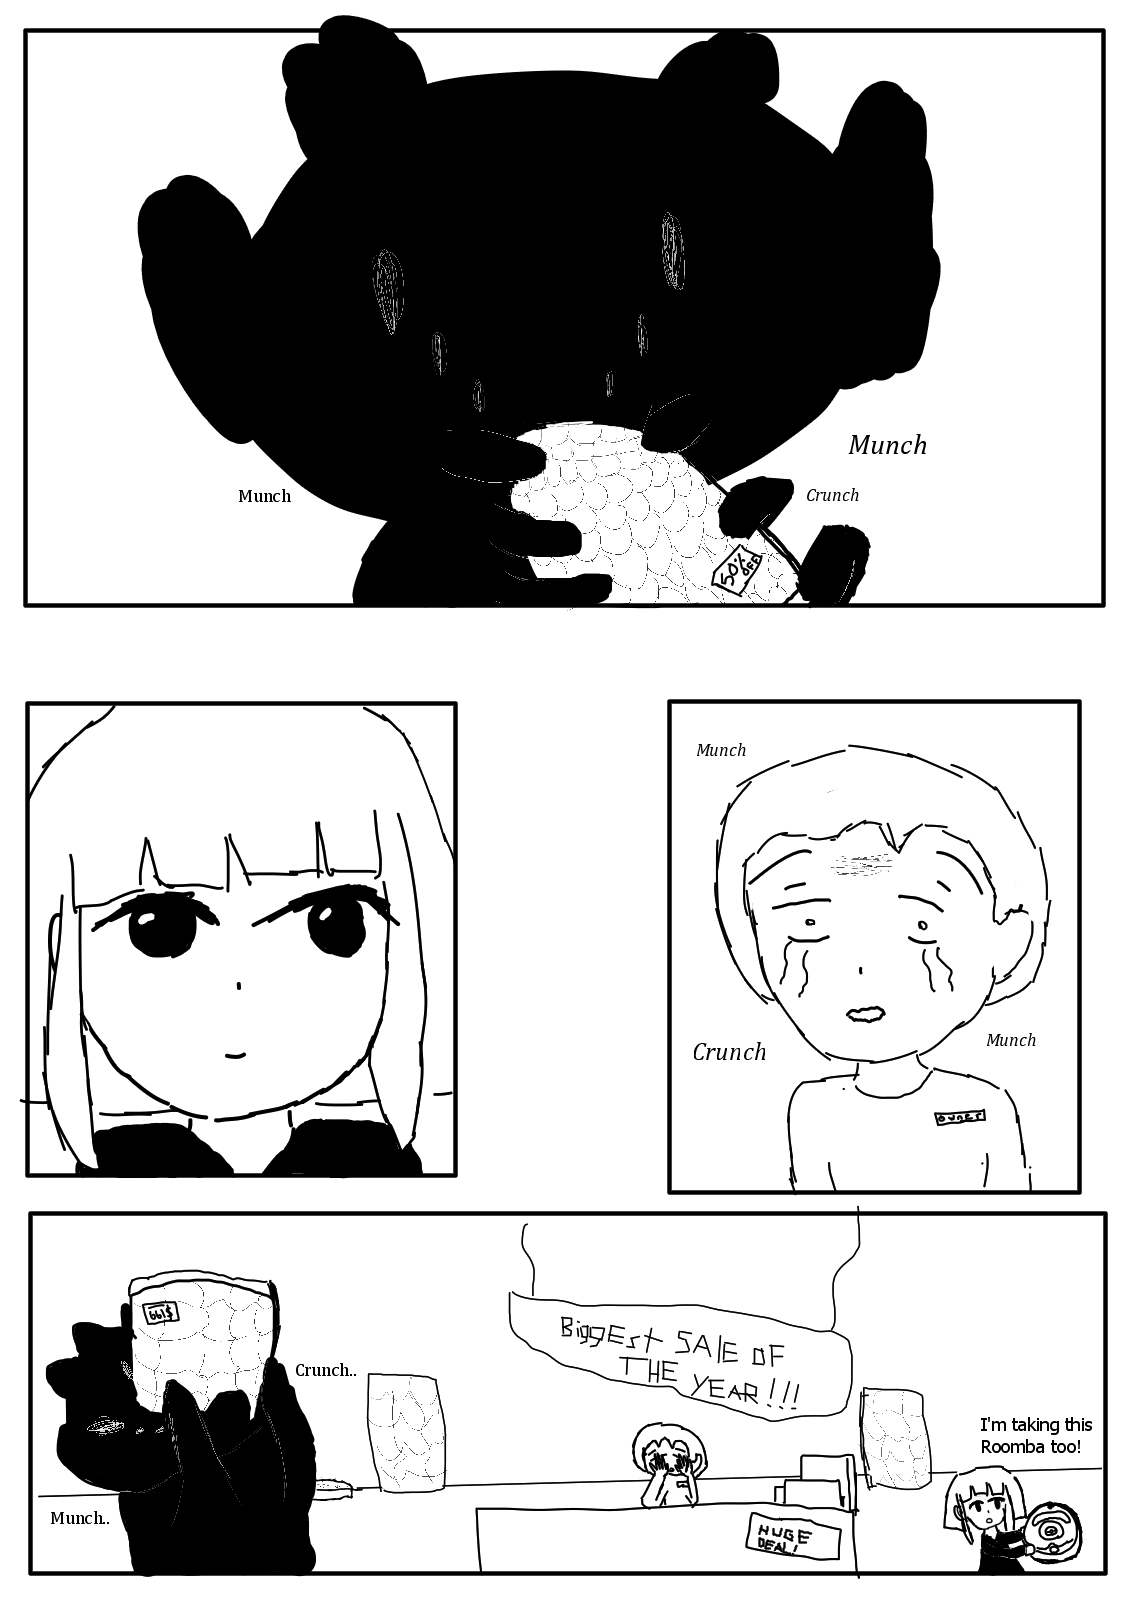 Munch
Munch
Crunch
50%
OFF
Munch
Crunch
Munch
owner
Crunch..
Munch..
BiggEst SALE OF
THE YEAR!!!
I'm taking this
Roomba too!
HUGE
DEAL!